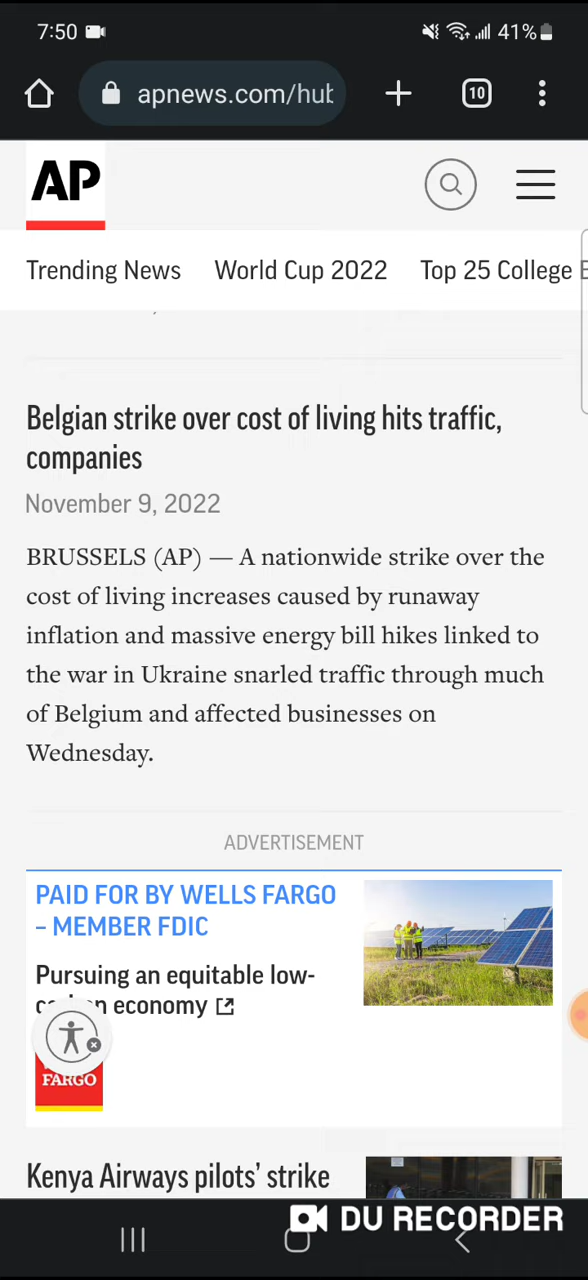 7:50 41%
apnews.com/hub
10
AP
Trending News World Cup 2022 Top 25 College
Belgian strike over cost of living hits traffic,
companies
November 9, 2022
BRUSSELS (AP) — A nationwide strike over the
cost of living increases caused by runaway
inflation and massive energy bill hikes linked to
the war in Ukraine snarled traffic through much
of Belgium and affected businesses on
Wednesday.
ADVERTISEMENT
PAID FOR BY WELLS FARGO
– MEMBER FDIC
Pursuing an equitable low-
economy
FARGO
Kenya Airways pilots’ strike
DU RECORDER